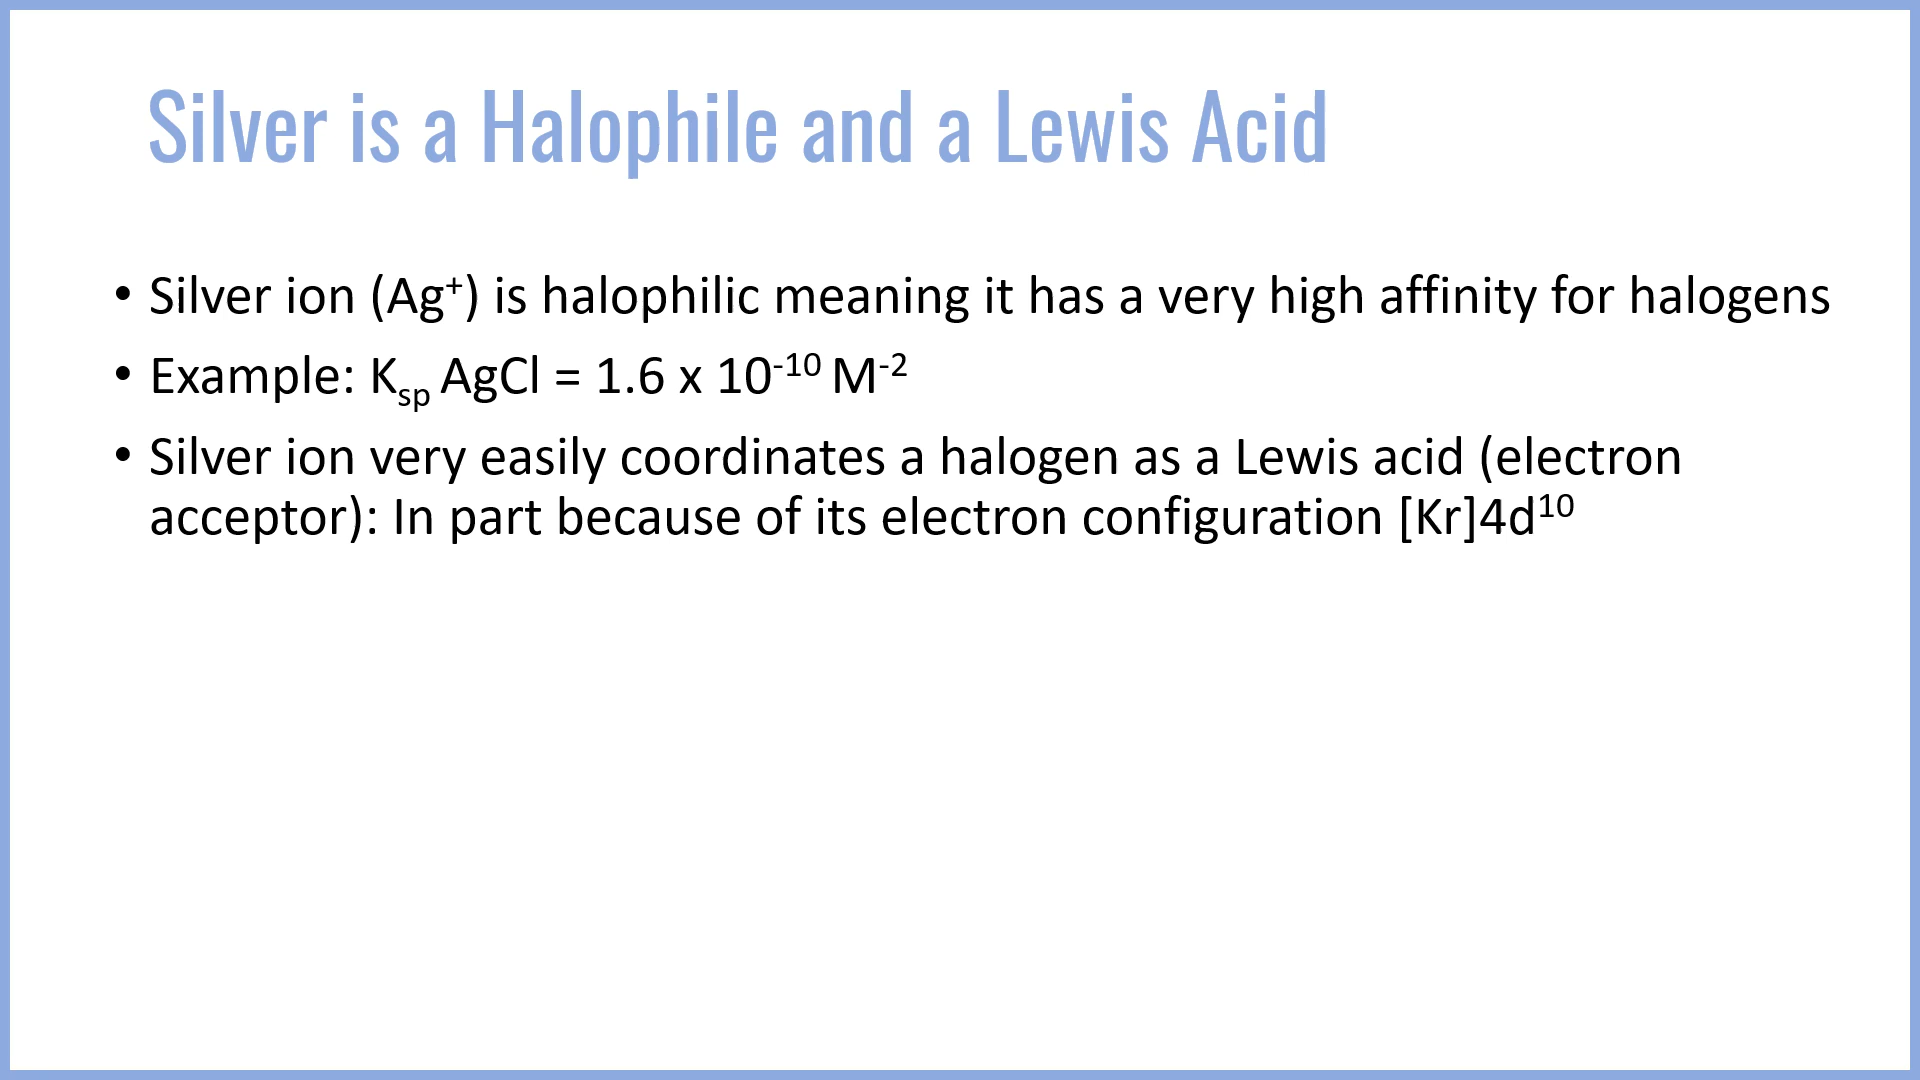 Silver is a Halophile and a Lewis Acid
• Silver ion (Ag⁺) is halophilic meaning it has a very high affinity for halogens
• Example: Kₛₚ AgCl = 1.6 x 10⁻¹⁰ M⁻²
• Silver ion very easily coordinates a halogen as a Lewis acid (electron
acceptor): In part because of its electron configuration [Kr]4d¹⁰